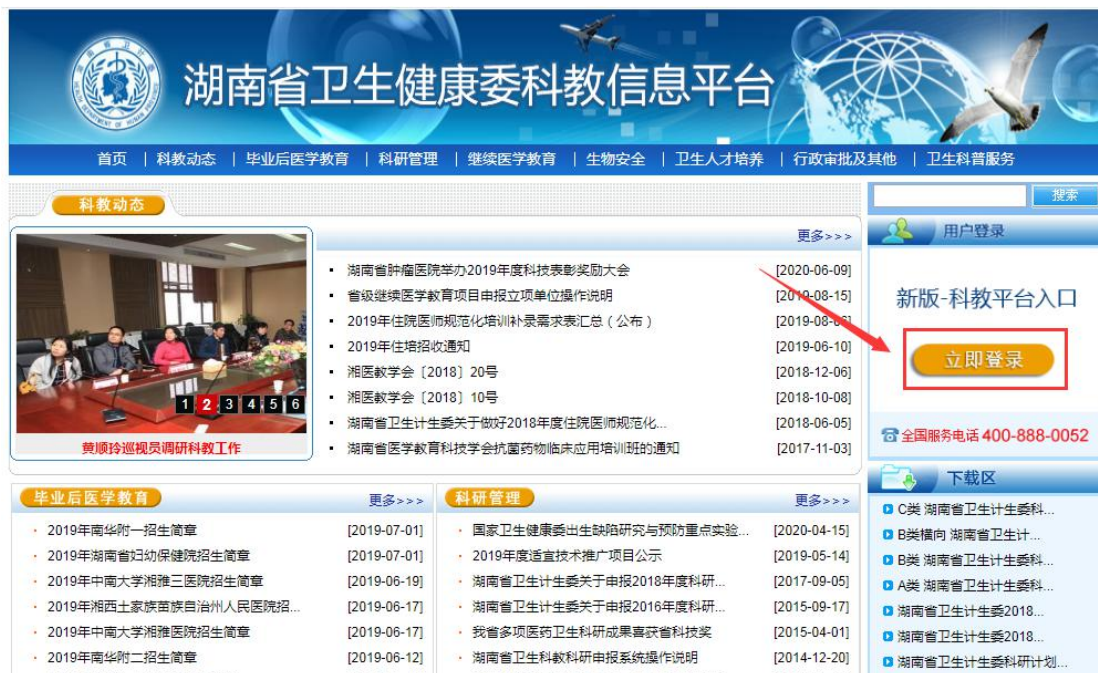 湖南省卫生健康委科教信息平台
首页 | 科教动态 | 毕业后医学教育 | 科研管理 | 继续医学教育 | 生物安全 | 卫生人才培养 | 行政审批及其他 | 卫生科普服务
搜索
科教动态
更多>>>
湖南省肿瘤医院举办2019年度科技表彰奖励大会 [2020-06-09]
省级继续医学教育项目申报立项单位操作说明 [2019-08-15]
2019年住院医师规范化培训补录需求表汇总（公布） [2019-08-06]
2019年住培招收通知 [2019-06-10]
湘医教学会〔2018〕20号 [2018-12-06]
湘医教学会〔2018〕10号 [2018-10-08]
湖南省卫生计生委关于做好2018年度住院医师规范化... [2018-06-05]
湖南省医学教育科技学会抗菌药物临床应用培训班的通知 [2017-11-03]
1 2 3 4 5 6
黄顺玲巡视员调研科教工作
用户登录
新版-科教平台入口
立即登录
全国服务电话 400-888-0052
毕业后医学教育
更多>>>
2019年南华附一招生简章 [2019-07-01]
2019年湖南省妇幼保健院招生简章 [2019-07-01]
2019年中南大学湘雅三医院招生简章 [2019-06-19]
2019年湘西土家族苗族自治州人民医院招... [2019-06-17]
2019年中南大学湘雅医院招生简章 [2019-06-17]
2019年南华附二招生简章 [2019-06-12]
科研管理
更多>>>
国家卫生健康委出生缺陷研究与预防重点实验... [2020-04-15]
2019年度适宜技术推广项目公示 [2019-05-14]
湖南省卫生计生委关于申报2018年度科研... [2017-09-05]
湖南省卫生计生委关于申报2016年度科研... [2015-09-17]
我省多项医药卫生科研成果喜获省科技奖 [2015-04-01]
湖南省卫生科教科研申报系统操作说明 [2014-12-20]
下载区
C类 湖南省卫生计生委科...
B类横向 湖南省卫生计...
B类 湖南省卫生计生委科...
A类 湖南省卫生计生委科...
湖南省卫生计生委2018...
湖南省卫生计生委2018...
湖南省卫生计生委科研计划...